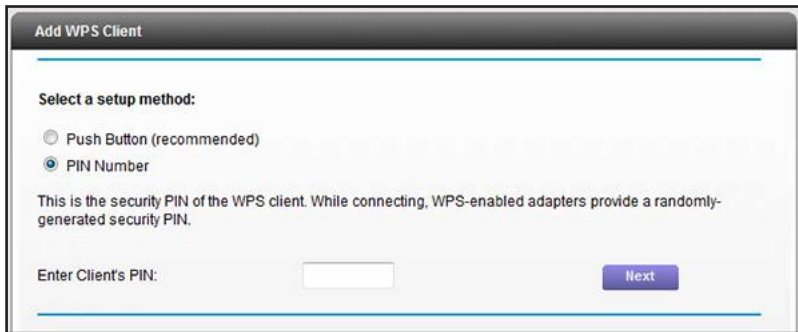 Add WPS Client
Select a setup method:
Push Button (recommended)
PIN Number
This is the security PIN of the WPS client. While connecting, WPS-enabled adapters provide a randomly-
generated security PIN.
Enter Client's PIN:
Next